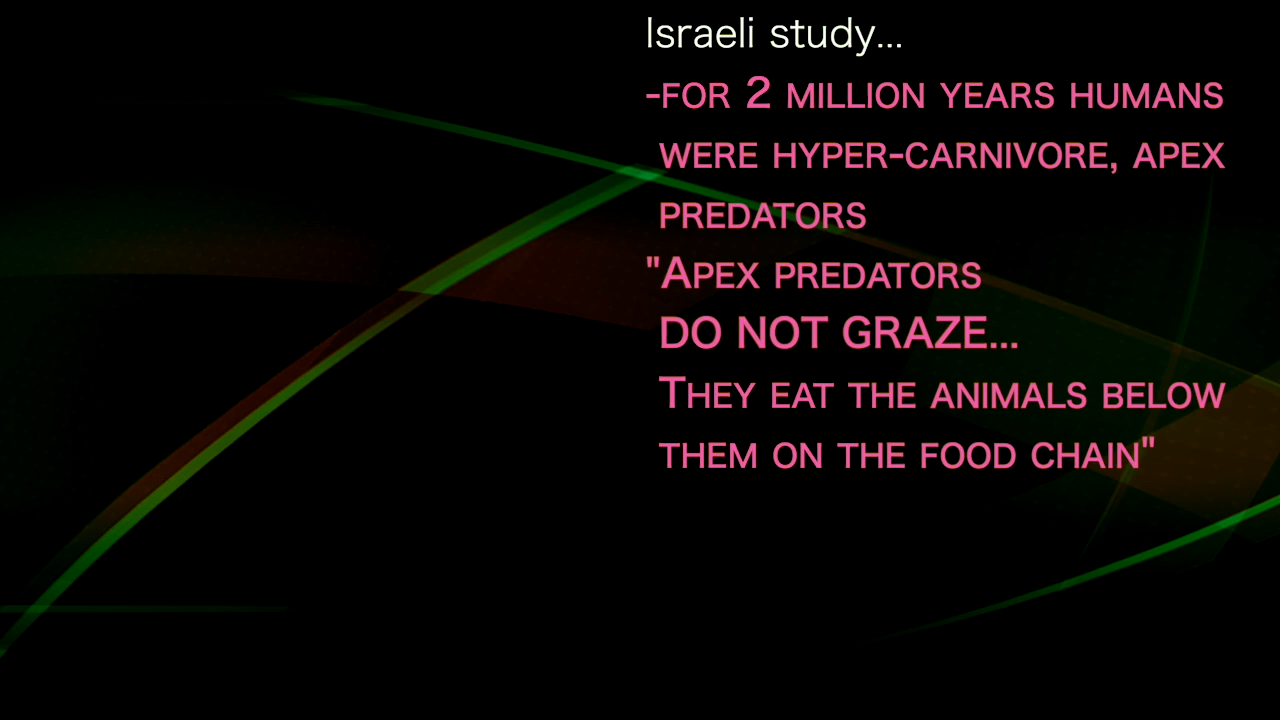 Israeli study...
-for 2 million years humans
were hyper-carnivore, apex
predators
"Apex predators
DO NOT GRAZE...
They eat the animals below
them on the food chain"